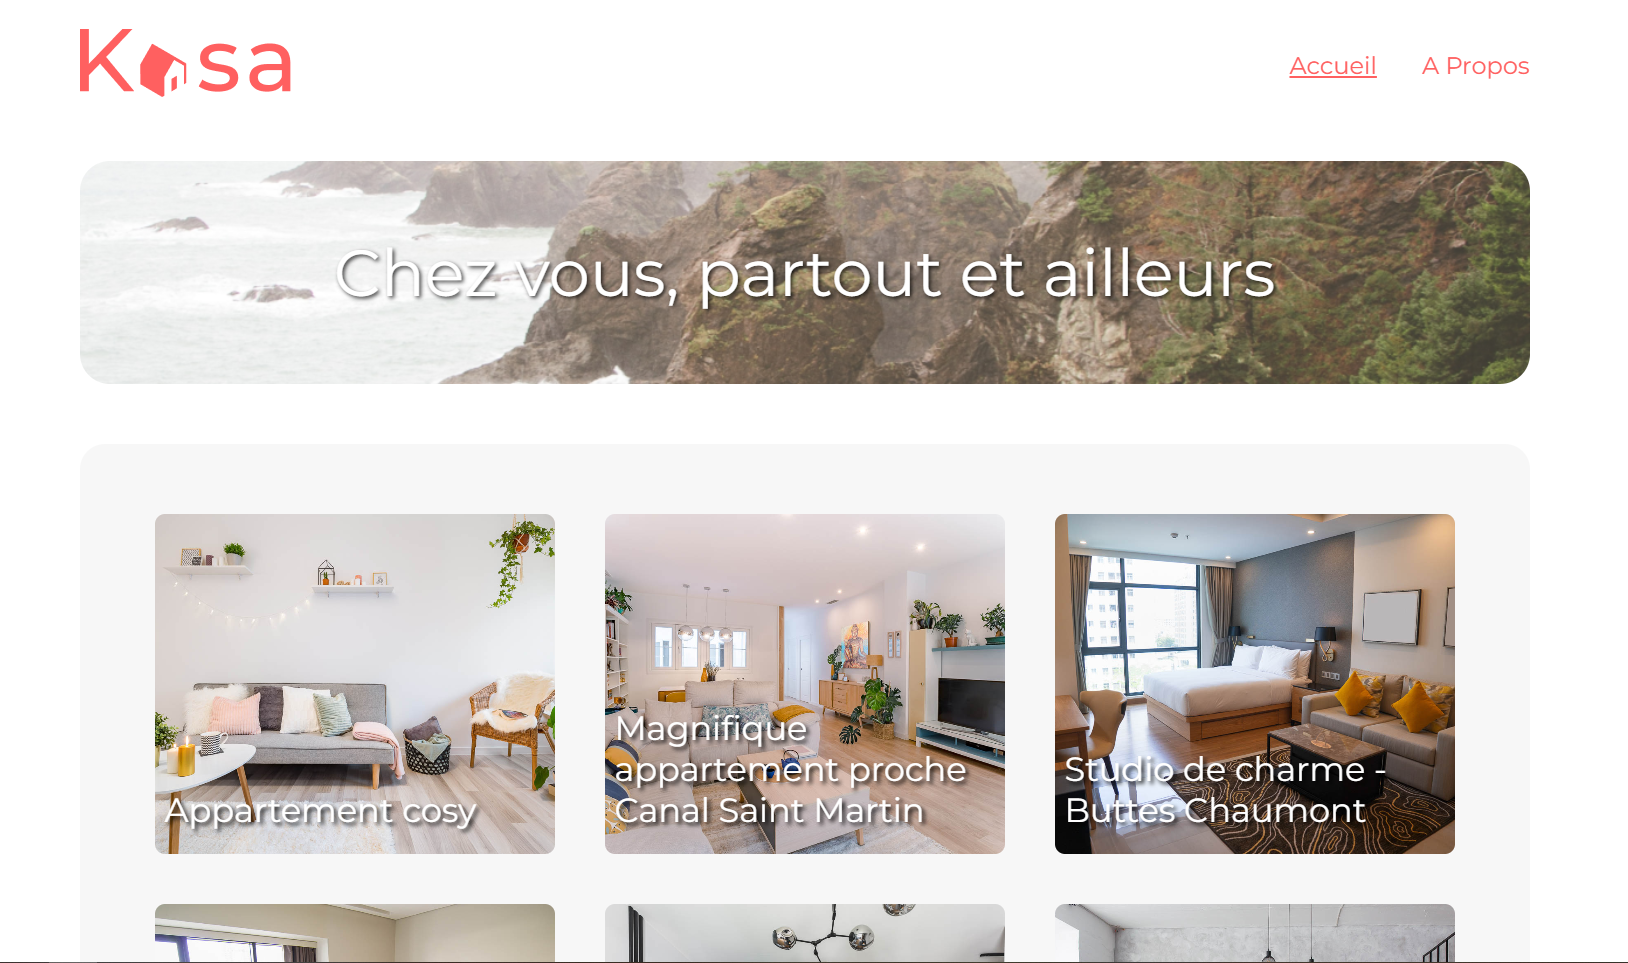 Kasa
Accueil
A Propos
Chez vous, partout et ailleurs
Appartement cosy
Magnifique
appartement proche
Canal Saint Martin
Studio de charme -
Buttes Chaumont